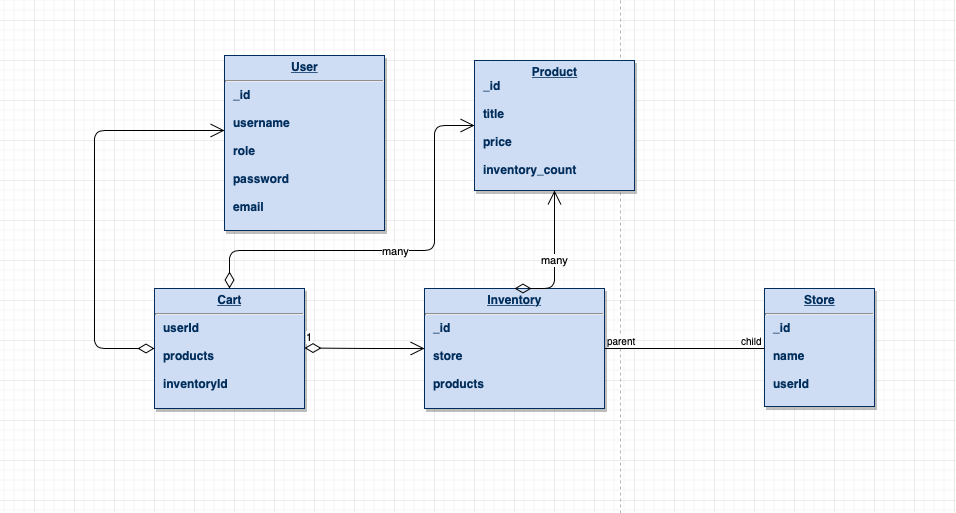 User
_id
username
role
password
email
Product
_id
title
price
inventory_count
many
many
Cart
userId
products
inventoryId
1
Inventory
_id
store
products
parent
child
Store
_id
name
userId